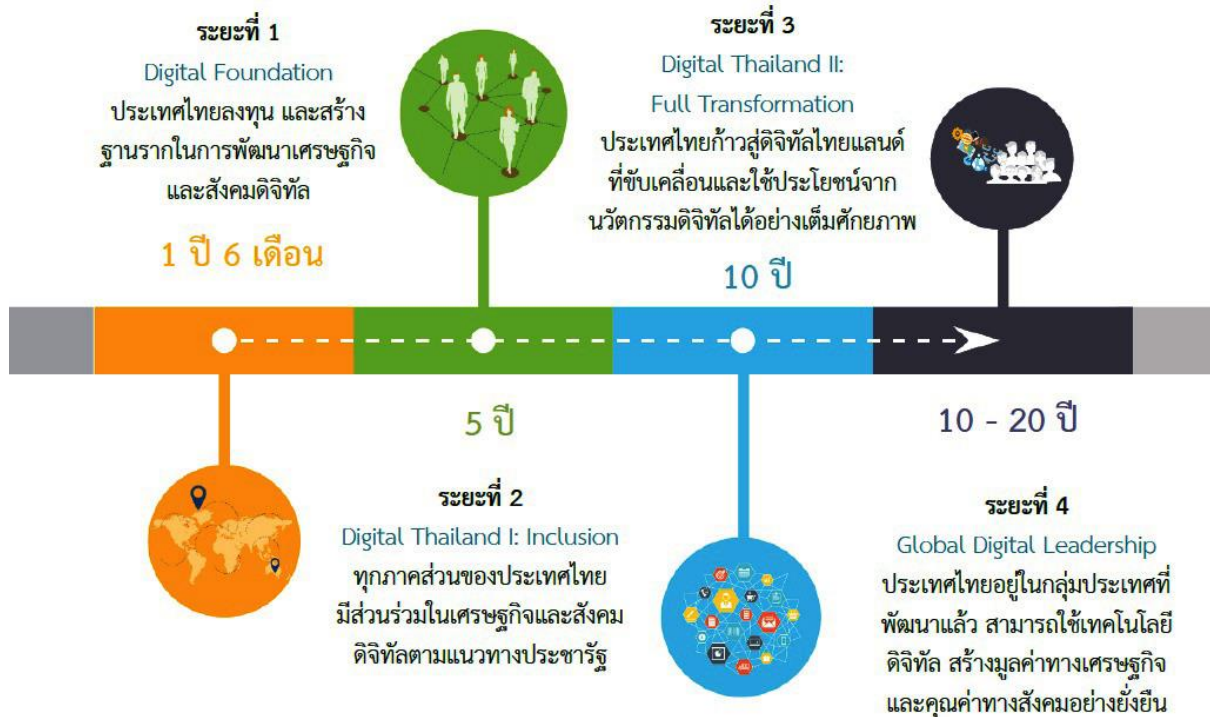 ระยะที่ 1
Digital Foundation
ประเทศไทยลงทุน และสร้าง
ฐานรากในการพัฒนาเศรษฐกิจ
และสังคมดิจิทัล
1 ปี 6 เดือน
5 ปี
ระยะที่ 2
Digital Thailand I: Inclusion
ทุกภาคส่วนของประเทศไทย
มีส่วนร่วมในเศรษฐกิจและสังคม
ดิจิทัลตามแนวทางประชารัฐ
ระยะที่ 3
Digital Thailand II:
Full Transformation
ประเทศไทยก้าวสู่ดิจิทัลไทยแลนด์
ที่ขับเคลื่อนและใช้ประโยชน์จาก
นวัตกรรมดิจิทัลได้อย่างเต็มศักยภาพ
10 ปี
10 - 20 ปี
ระยะที่ 4
Global Digital Leadership
ประเทศไทยอยู่ในกลุ่มประเทศที่
พัฒนาแล้ว สามารถใช้เทคโนโลยี
ดิจิทัล สร้างมูลค่าทางเศรษฐกิจ
และคุณค่าทางสังคมอย่างยั่งยืน